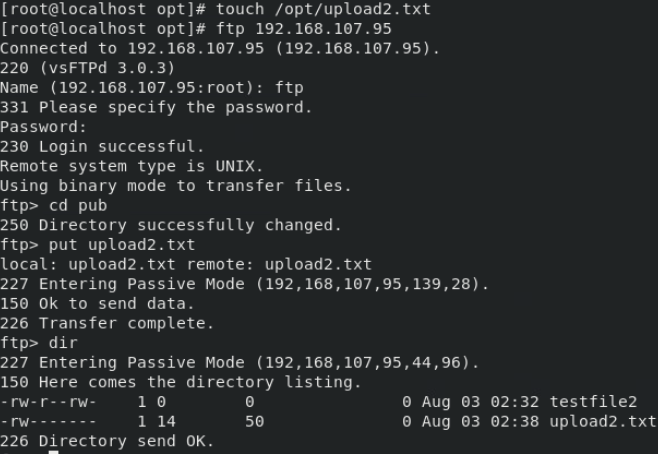 [root@localhost opt]# touch /opt/upload2.txt
[root@localhost opt]# ftp 192.168.107.95
Connected to 192.168.107.95 (192.168.107.95).
220 (vsFTPd 3.0.3)
Name (192.168.107.95:root): ftp
331 Please specify the password.
Password:
230 Login successful.
Remote system type is UNIX.
Using binary mode to transfer files.
ftp> cd pub
250 Directory successfully changed.
ftp> put upload2.txt
local: upload2.txt remote: upload2.txt
227 Entering Passive Mode (192,168,107,95,139,28).
150 Ok to send data.
226 Transfer complete.
ftp> dir
227 Entering Passive Mode (192,168,107,95,44,96).
150 Here comes the directory listing.
-rw-r--rw-    1 0        0               0 Aug 03 02:32 testfile2
-rw-------    1 14       50              0 Aug 03 02:38 upload2.txt
226 Directory send OK.